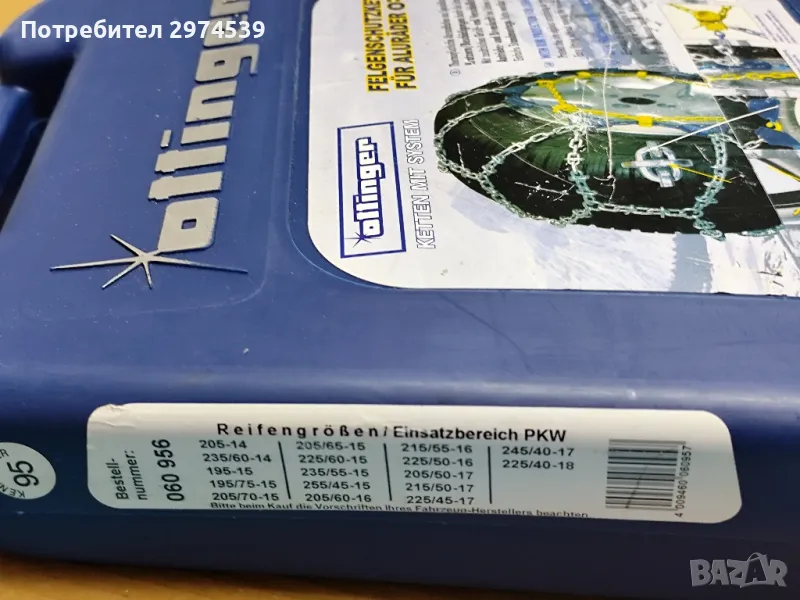 Потребител 2974539
ottinger
FELGENSCHUTZKE
FÜR ALURÄDER O
ottinger
KETTEN MIT SYSTEM
Reifengrößen/Einsatzbereich PKW
Bestell-
nummer:
060 956
205-14
235/60-14
195-15
195/75-15
205/70-15
205/65-15
225/60-15
235/55-15
255/45-15
205/60-16
215/55-16
225/50-16
205/50-17
215/50-17
225/45-17
245/40-17
225/40-18
Bitte beim Kauf die Vorschriften Ihres Fahrzeug-Herstellers beachten
4 009460 060957
95
BAZAR